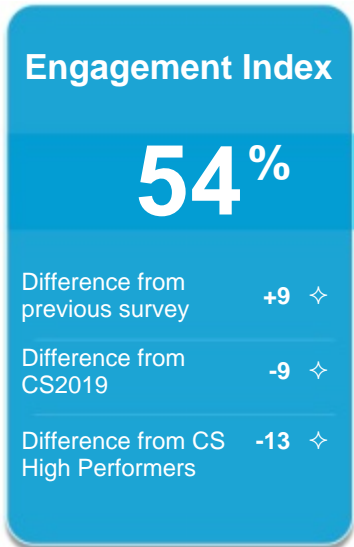 Engagement Index
54%
Difference from
previous survey
+9 ✧
Difference from
CS2019
-9 ✧
Difference from CS
High Performers
-13 ✧